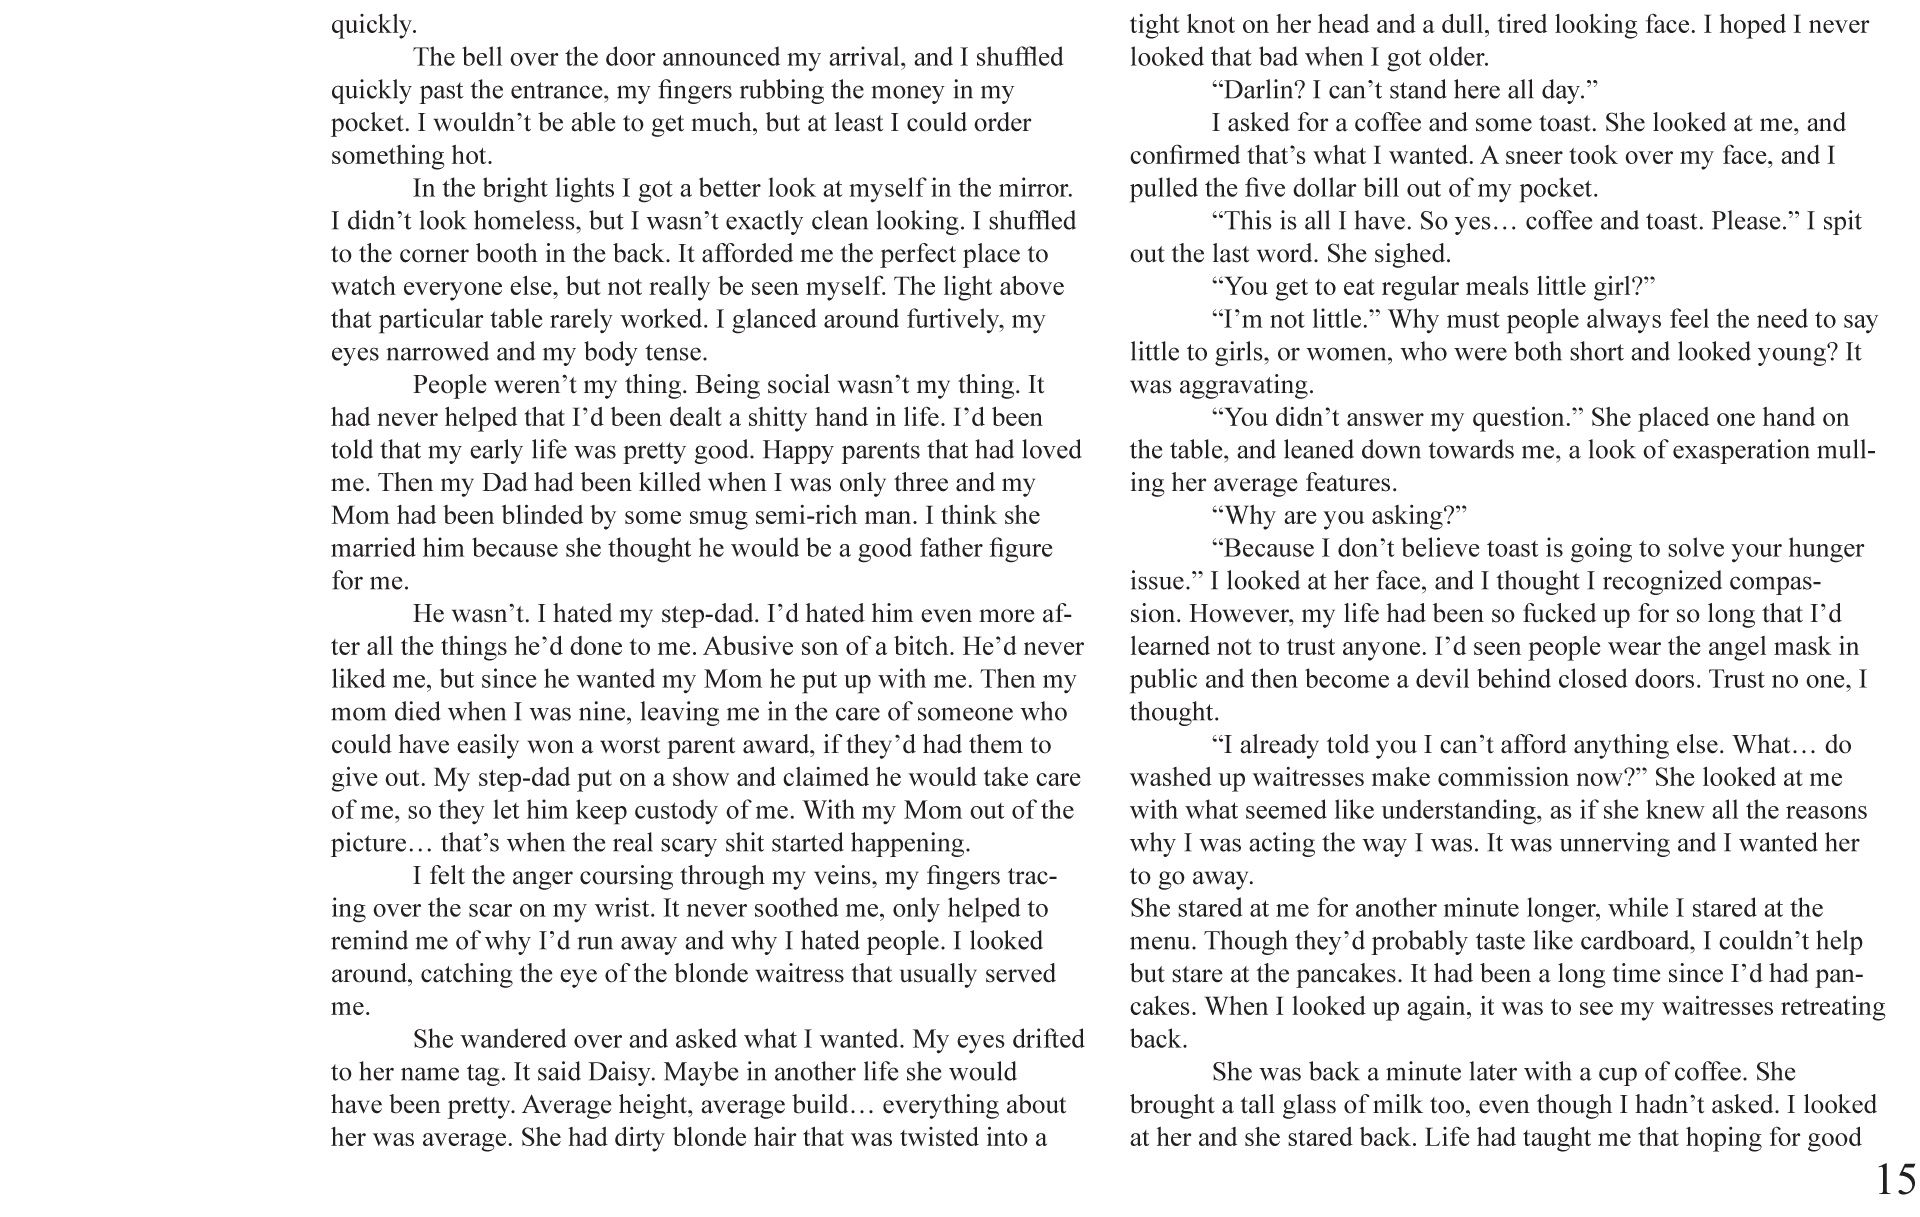 quickly.
The bell over the door announced my arrival, and I shuffled
quickly past the entrance, my fingers rubbing the money in my
pocket. I wouldn’t be able to get much, but at least I could order
something hot.
In the bright lights I got a better look at myself in the mirror.
I didn’t look homeless, but I wasn’t exactly clean looking. I shuffled
to the corner booth in the back. It afforded me the perfect place to
watch everyone else, but not really be seen myself. The light above
that particular table rarely worked. I glanced around furtively, my
eyes narrowed and my body tense.
People weren’t my thing. Being social wasn’t my thing. It
had never helped that I’d been dealt a shitty hand in life. I’d been
told that my early life was pretty good. Happy parents that had loved
me. Then my Dad had been killed when I was only three and my
Mom had been blinded by some smug semi-rich man. I think she
married him because she thought he would be a good father figure
for me.
He wasn’t. I hated my step-dad. I’d hated him even more af-
ter all the things he’d done to me. Abusive son of a bitch. He’d never
liked me, but since he wanted my Mom he put up with me. Then my
mom died when I was nine, leaving me in the care of someone who
could have easily won a worst parent award, if they’d had them to
give out. My step-dad put on a show and claimed he would take care
of me, so they let him keep custody of me. With my Mom out of the
picture… that’s when the real scary shit started happening.
I felt the anger coursing through my veins, my fingers trac-
ing over the scar on my wrist. It never soothed me, only helped to
remind me of why I’d run away and why I hated people. I looked
around, catching the eye of the blonde waitress that usually served
me.
She wandered over and asked what I wanted. My eyes drifted
to her name tag. It said Daisy. Maybe in another life she would
have been pretty. Average height, average build… everything about
her was average. She had dirty blonde hair that was twisted into a
tight knot on her head and a dull, tired looking face. I hoped I never
looked that bad when I got older.
“Darlin? I can’t stand here all day.”
I asked for a coffee and some toast. She looked at me, and
confirmed that’s what I wanted. A sneer took over my face, and I
pulled the five dollar bill out of my pocket.
“This is all I have. So yes… coffee and toast. Please.” I spit
out the last word. She sighed.
“You get to eat regular meals little girl?”
“I’m not little.” Why must people always feel the need to say
little to girls, or women, who were both short and looked young? It
was aggravating.
“You didn’t answer my question.” She placed one hand on
the table, and leaned down towards me, a look of exasperation mull-
ing her average features.
“Why are you asking?”
“Because I don’t believe toast is going to solve your hunger
issue.” I looked at her face, and I thought I recognized compas-
sion. However, my life had been so fucked up for so long that I’d
learned not to trust anyone. I’d seen people wear the angel mask in
public and then become a devil behind closed doors. Trust no one, I
thought.
“I already told you I can’t afford anything else. What… do
washed up waitresses make commission now?” She looked at me
with what seemed like understanding, as if she knew all the reasons
why I was acting the way I was. It was unnerving and I wanted her
to go away.
She stared at me for another minute longer, while I stared at the
menu. Though they’d probably taste like cardboard, I couldn’t help
but stare at the pancakes. It had been a long time since I’d had pan-
cakes. When I looked up again, it was to see my waitresses retreating
back.
She was back a minute later with a cup of coffee. She
brought a tall glass of milk too, even though I hadn’t asked. I looked
at her and she stared back. Life had taught me that hoping for good
15